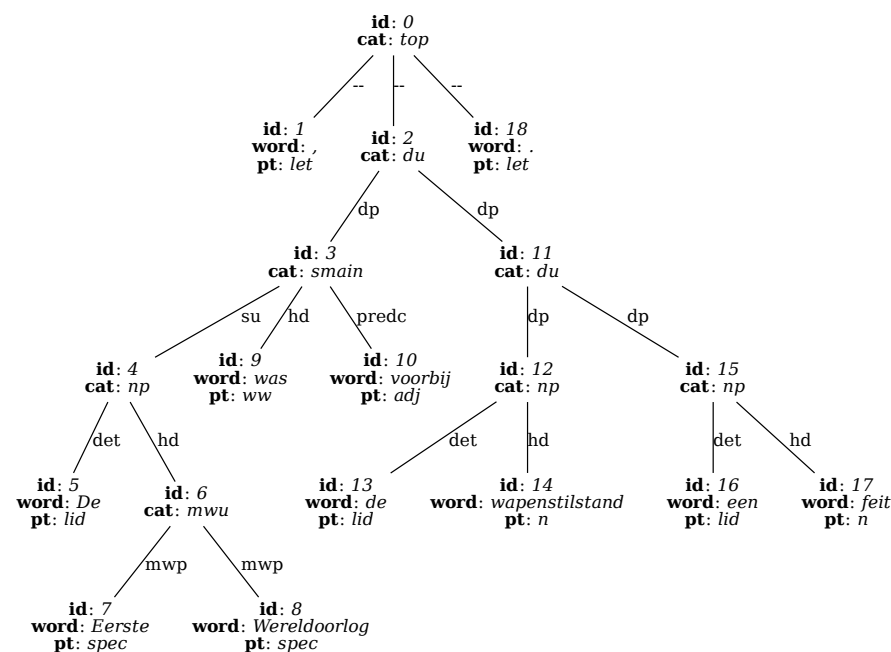 id: 0
cat: top
--
--
--
id: 1
word: ,
pt: let
id: 2
cat: du
id: 18
word: .
pt: let
dp
dp
id: 3
cat: smain
id: 11
cat: du
su
hd
predc
dp
dp
id: 4
cat: np
id: 9
word: was
pt: ww
id: 10
word: voorbij
pt: adj
id: 12
cat: np
id: 15
cat: np
det
hd
det
hd
det
hd
id: 5
word: De
pt: lid
id: 6
cat: mwu
id: 13
word: de
pt: lid
id: 14
word: wapenstilstand
pt: n
id: 16
word: een
pt: lid
id: 17
word: feit
pt: n
mwp
mwp
id: 7
word: Eerste
pt: spec
id: 8
word: Wereldoorlog
pt: spec